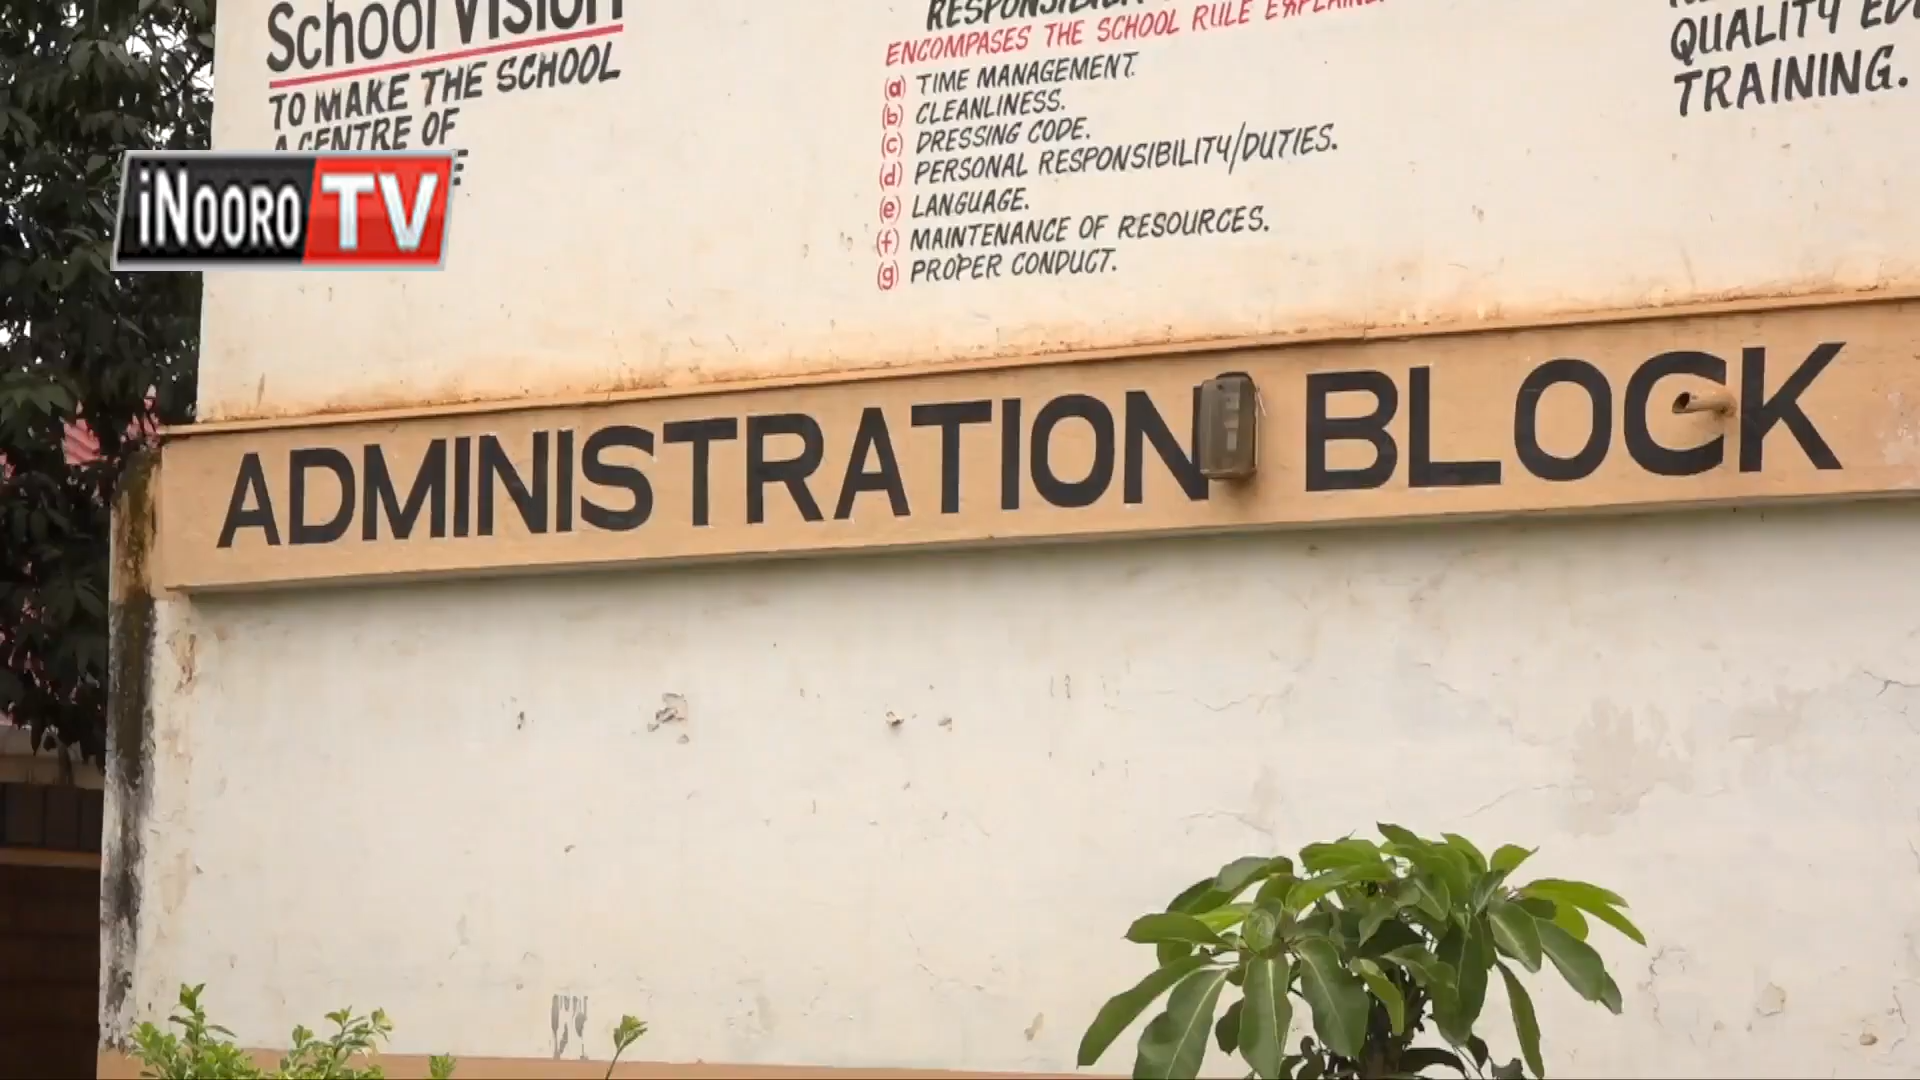 School Vision
TO MAKE THE SCHOOL
A CENTRE OF
ENCOMPASES THE SCHOOL RULE EXPLAINE
(a) TIME MANAGEMENT.
(b) CLEANLINESS.
(c) DRESSING CODE.
(d) PERSONAL RESPONSIBILITY/DUTIES.
(e) LANGUAGE.
(f) MAINTENANCE OF RESOURCES.
(g) PROPER CONDUCT.
QUALITY
TRAINING.
iNOORO TV
ADMINISTRATION BLOCK